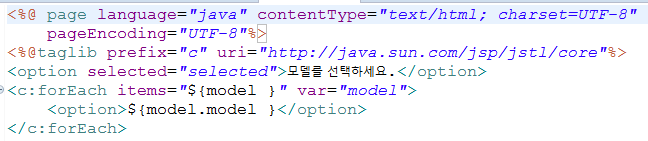 <%@ page language="java" contentType="text/html; charset=UTF-8"
    pageEncoding="UTF-8"%>
<%@taglib prefix="c" uri="http://java.sun.com/jsp/jstl/core"%>
<option selected="selected">모델를 선택하세요.</option>
<c:forEach items="${model }" var="model">
    <option>${model.model }</option>
</c:forEach>